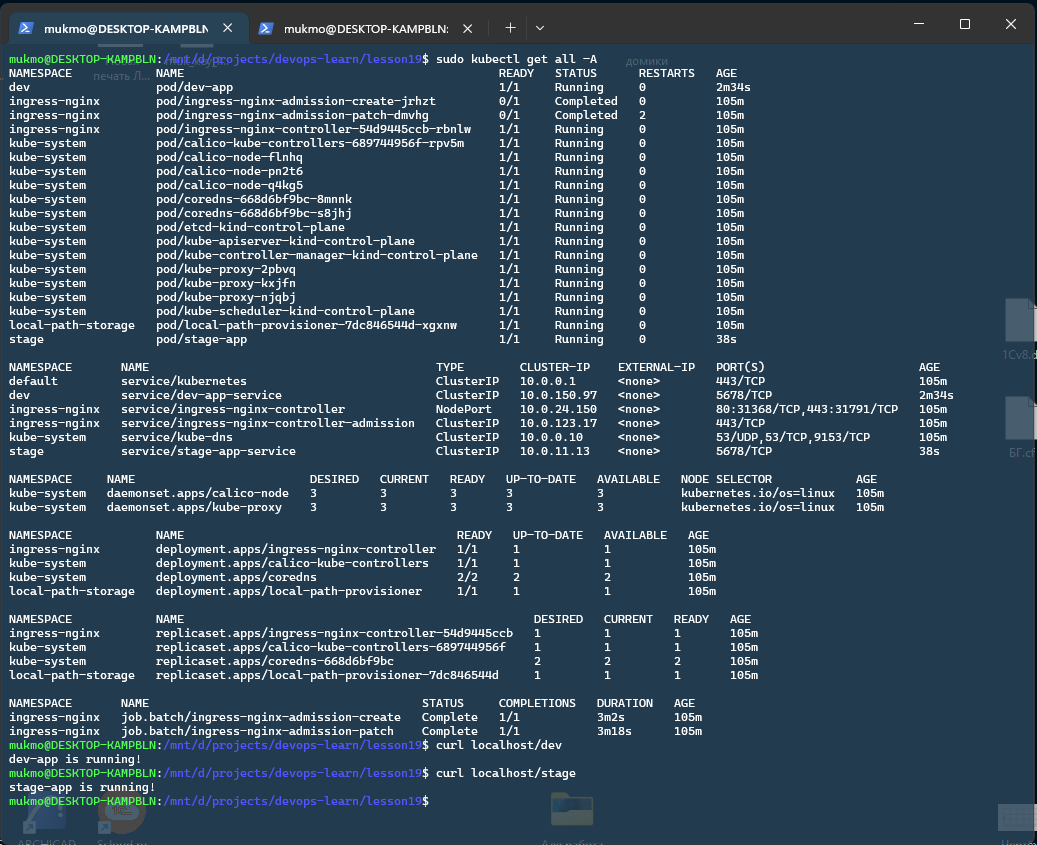 mukmo@DESKTOP-KAMPBLN: mukmo@DESKTOP-KAMPBLN:
mukmo@DESKTOP-KAMPBLN:/mnt/d/projects/devops-learn/lesson19$ sudo kubectl get all -A
NAMESPACE NAME READY STATUS RESTARTS AGE
dev pod/dev-app 1/1 Running 0 2m34s
ingress-nginx pod/ingress-nginx-admission-create-jrhzt 0/1 Completed 0 105m
ingress-nginx pod/ingress-nginx-admission-patch-dmvhg 0/1 Completed 2 105m
ingress-nginx pod/ingress-nginx-controller-54d9445ccb-rbnlw 1/1 Running 0 105m
kube-system pod/calico-kube-controllers-689744956f-rpv5m 1/1 Running 0 105m
kube-system pod/calico-node-flnhq 1/1 Running 0 105m
kube-system pod/calico-node-pn2t6 1/1 Running 0 105m
kube-system pod/calico-node-q4kg5 1/1 Running 0 105m
kube-system pod/coredns-668d6bf9bc-8mnnk 1/1 Running 0 105m
kube-system pod/coredns-668d6bf9bc-s8jhj 1/1 Running 0 105m
kube-system pod/etcd-kind-control-plane 1/1 Running 0 105m
kube-system pod/kube-apiserver-kind-control-plane 1/1 Running 0 105m
kube-system pod/kube-controller-manager-kind-control-plane 1/1 Running 0 105m
kube-system pod/kube-proxy-2pbvq 1/1 Running 0 105m
kube-system pod/kube-proxy-kxjfn 1/1 Running 0 105m
kube-system pod/kube-proxy-njqbj 1/1 Running 0 105m
kube-system pod/kube-scheduler-kind-control-plane 1/1 Running 0 105m
local-path-storage pod/local-path-provisioner-7dc846544d-xgxnw 1/1 Running 0 105m
stage pod/stage-app 1/1 Running 0 38s
NAMESPACE NAME TYPE CLUSTER-IP EXTERNAL-IP PORT(S) AGE
default service/kubernetes ClusterIP 10.0.0.1 <none> 443/TCP 105m
dev service/dev-app-service ClusterIP 10.0.150.97 <none> 5678/TCP 2m34s
ingress-nginx service/ingress-nginx-controller NodePort 10.0.24.150 <none> 80:31368/TCP,443:31791/TCP 105m
ingress-nginx service/ingress-nginx-controller-admission ClusterIP 10.0.123.17 <none> 443/TCP 105m
kube-system service/kube-dns ClusterIP 10.0.0.10 <none> 53/UDP,53/TCP,9153/TCP 105m
stage service/stage-app-service ClusterIP 10.0.11.13 <none> 5678/TCP 38s
NAMESPACE NAME DESIRED CURRENT READY UP-TO-DATE AVAILABLE NODE SELECTOR AGE
kube-system daemonset.apps/calico-node 3 3 3 3 3 kubernetes.io/os=linux 105m
kube-system daemonset.apps/kube-proxy 3 3 3 3 3 kubernetes.io/os=linux 105m
NAMESPACE NAME READY UP-TO-DATE AVAILABLE AGE
ingress-nginx deployment.apps/ingress-nginx-controller 1/1 1 1 105m
kube-system deployment.apps/calico-kube-controllers 1/1 1 1 105m
kube-system deployment.apps/coredns 2/2 2 2 105m
local-path-storage deployment.apps/local-path-provisioner 1/1 1 1 105m
NAMESPACE NAME DESIRED CURRENT READY AGE
ingress-nginx replicaset.apps/ingress-nginx-controller-54d9445ccb 1 1 1 105m
kube-system replicaset.apps/calico-kube-controllers-689744956f 1 1 1 105m
kube-system replicaset.apps/coredns-668d6bf9bc 2 2 2 105m
local-path-storage replicaset.apps/local-path-provisioner-7dc846544d 1 1 1 105m
NAMESPACE NAME STATUS COMPLETIONS DURATION AGE
ingress-nginx job.batch/ingress-nginx-admission-create Complete 1/1 3m2s 105m
ingress-nginx job.batch/ingress-nginx-admission-patch Complete 1/1 3m18s 105m
mukmo@DESKTOP-KAMPBLN:/mnt/d/projects/devops-learn/lesson19$ curl localhost/dev
dev-app is running!
mukmo@DESKTOP-KAMPBLN:/mnt/d/projects/devops-learn/lesson19$ curl localhost/stage
stage-app is running!
mukmo@DESKTOP-KAMPBLN:/mnt/d/projects/devops-learn/lesson19$
домики
печать Л...